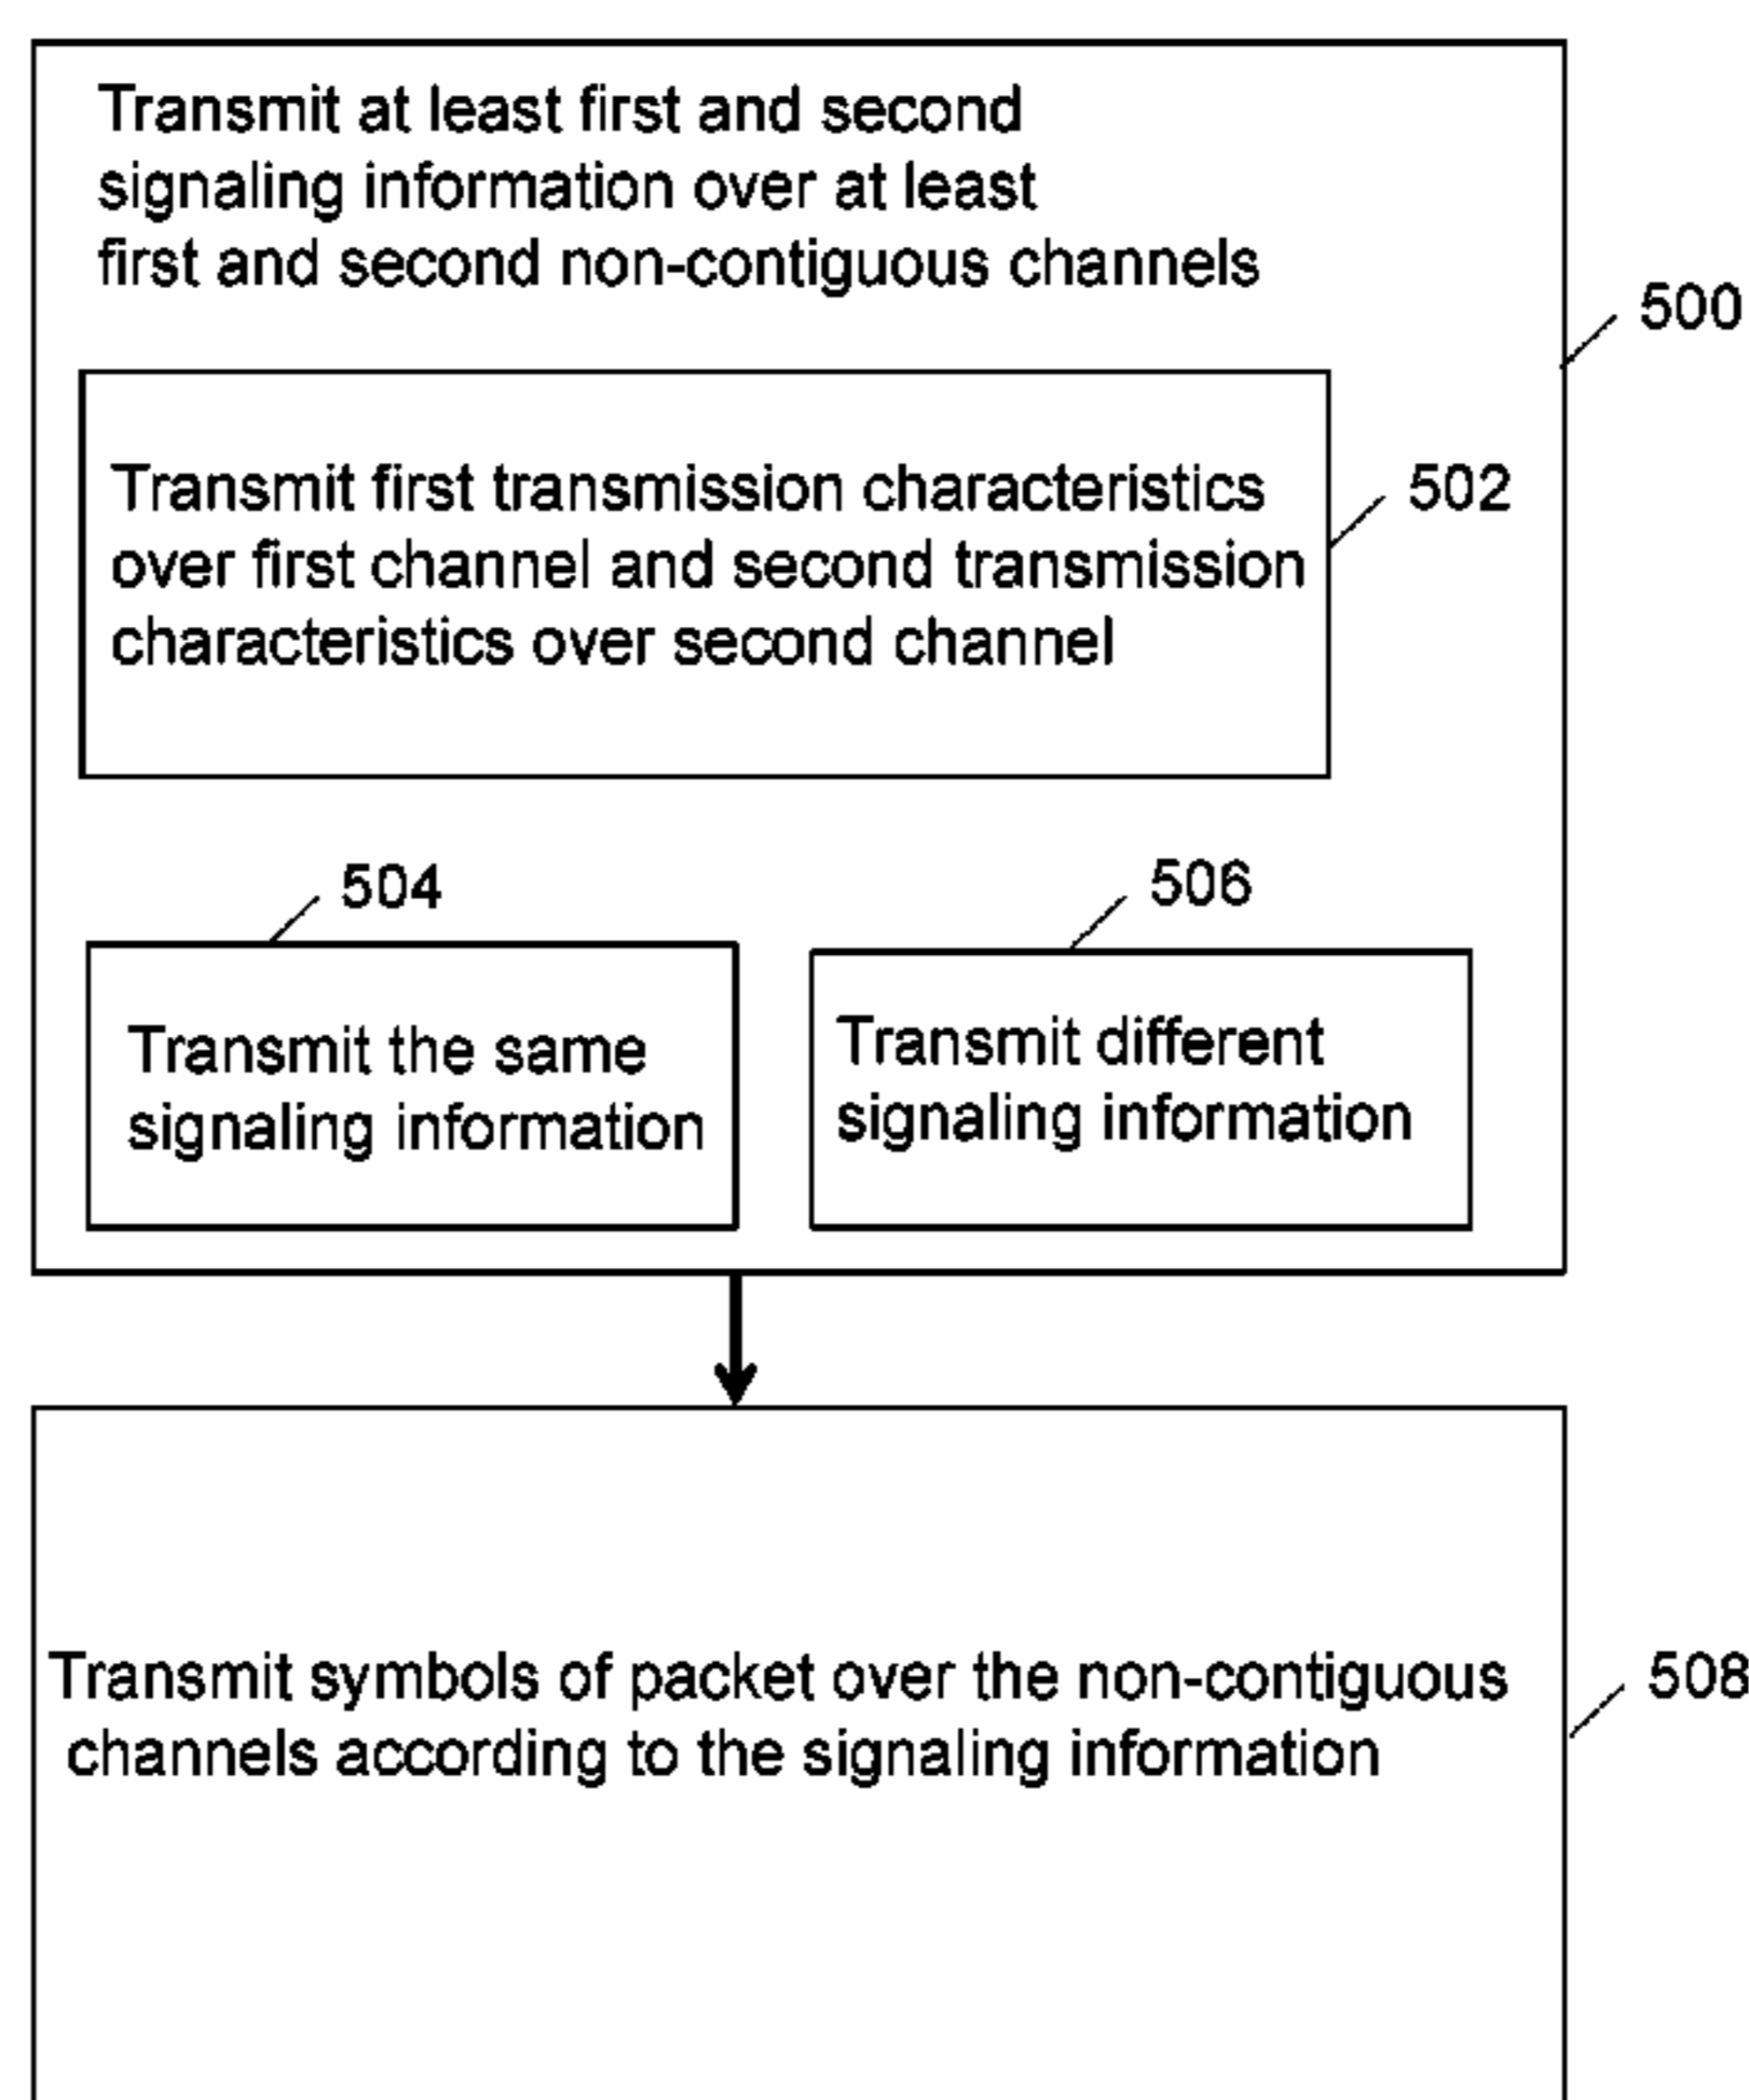 Transmit at least first and second
signaling information over at least
first and second non-contiguous channels
500
Transmit first transmission characteristics
over first channel and second transmission
characteristics over second channel
502
504
506
Transmit the same
signaling information
Transmit different
signaling information
Transmit symbols of packet over the non-contiguous
channels according to the signaling information
508